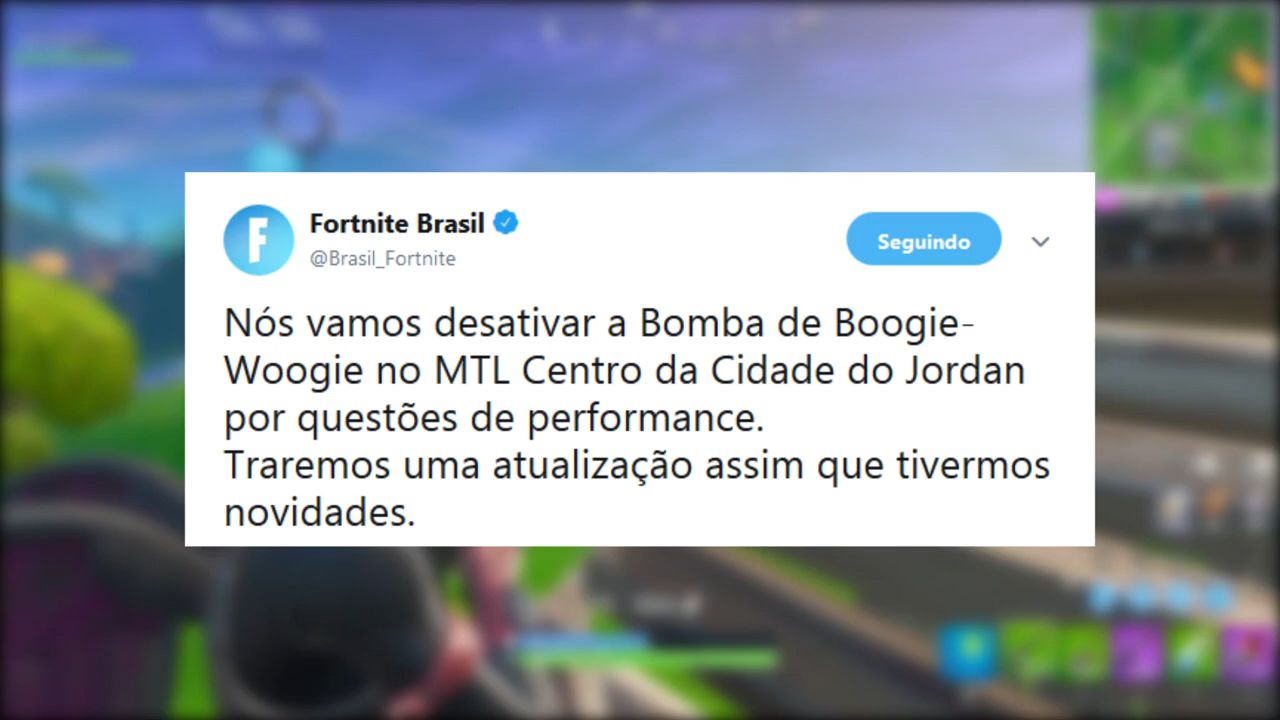 Fortnite Brasil
@Brasil_Fortnite
Seguindo
Nós vamos desativar a Bomba de Boogie-
Woogie no MTL Centro da Cidade do Jordan
por questões de performance.
Traremos uma atualização assim que tivermos
novidades.